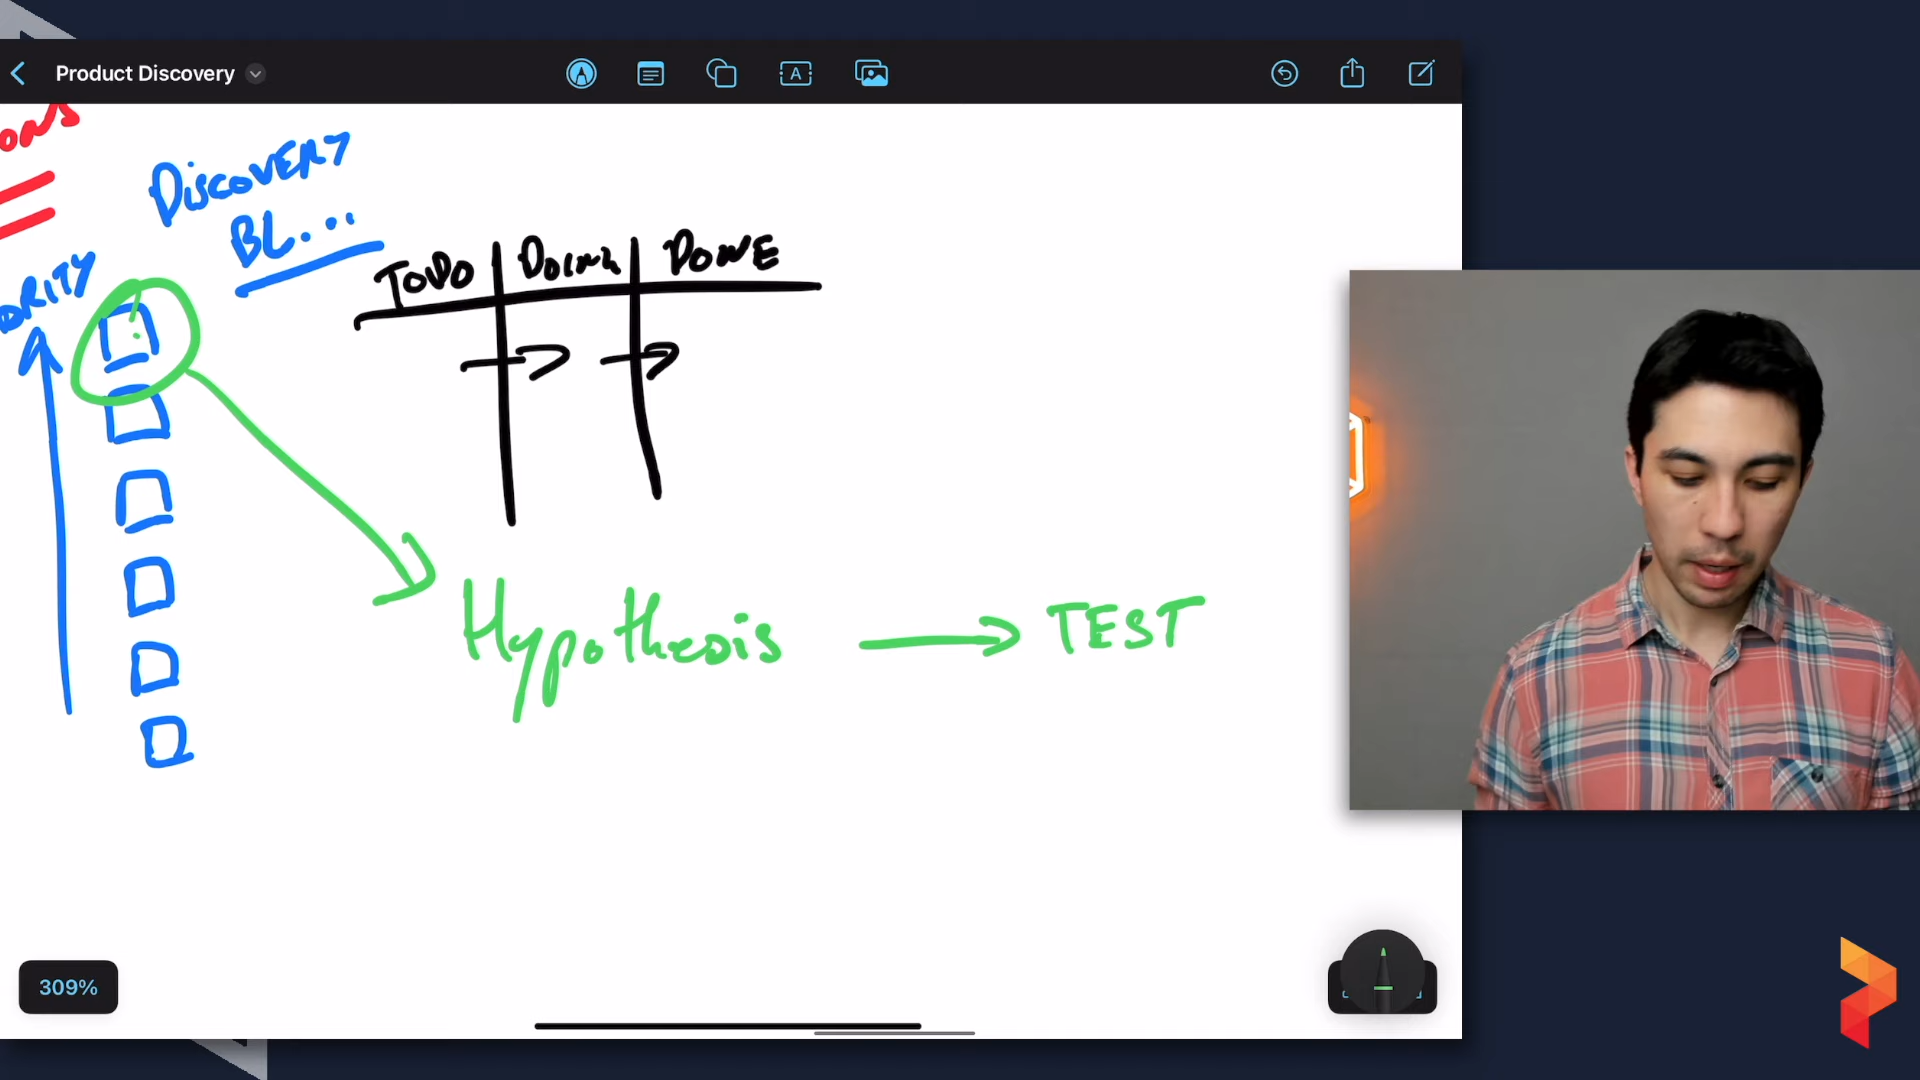 Product Discovery
DISCOVERY
BL...
TODO DOING DONE
Hypothesis → TEST
309%